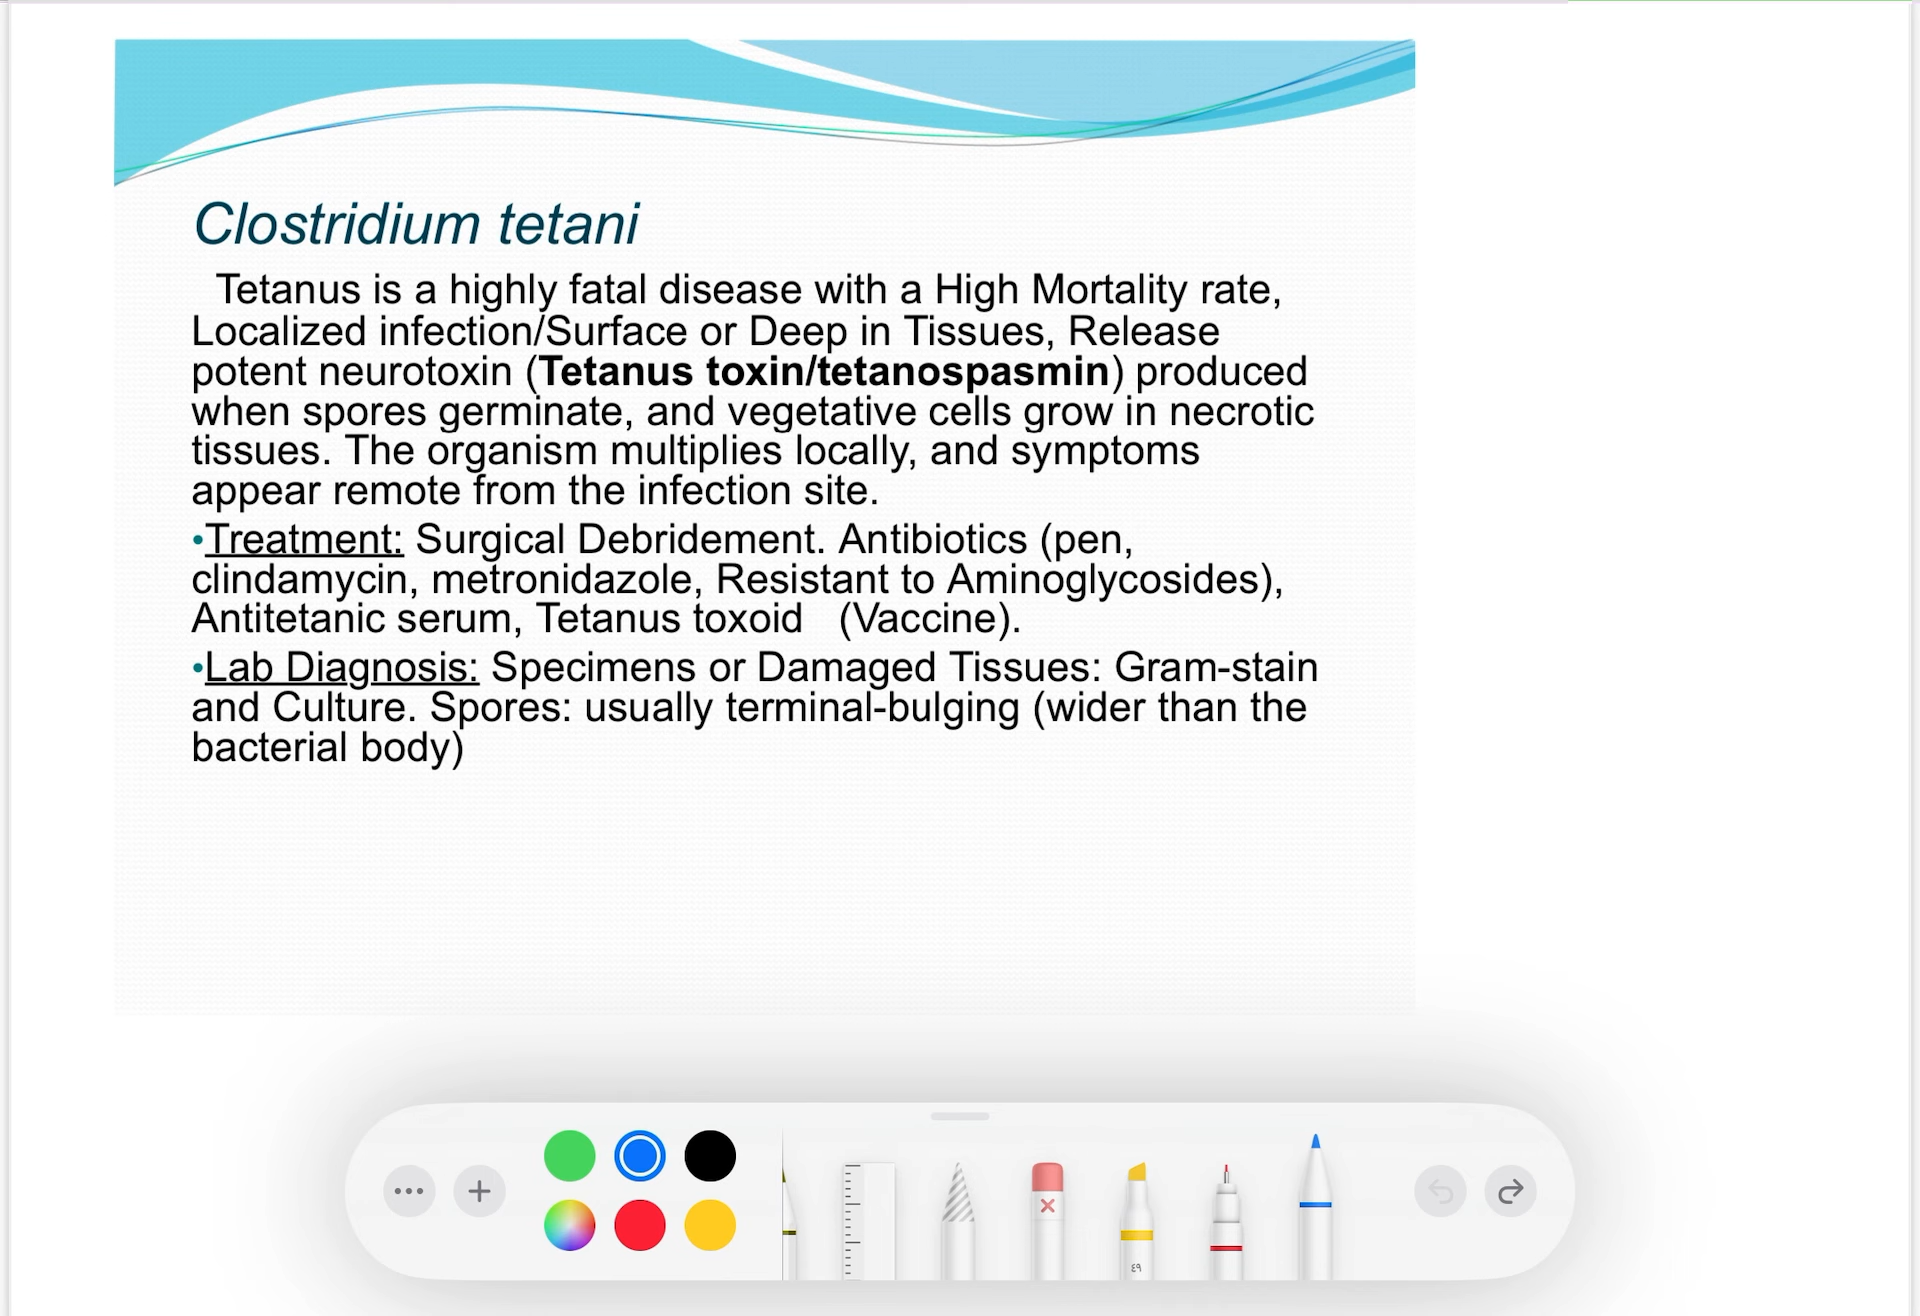 Clostridium tetani
Tetanus is a highly fatal disease with a High Mortality rate,
Localized infection/Surface or Deep in Tissues, Release
potent neurotoxin (Tetanus toxin/tetanospasmin) produced
when spores germinate, and vegetative cells grow in necrotic
tissues. The organism multiplies locally, and symptoms
appear remote from the infection site.
•Treatment: Surgical Debridement. Antibiotics (pen,
clindamycin, metronidazole, Resistant to Aminoglycosides),
Antitetanic serum, Tetanus toxoid (Vaccine).
•Lab Diagnosis: Specimens or Damaged Tissues: Gram-stain
and Culture. Spores: usually terminal-bulging (wider than the
bacterial body)
٤٩